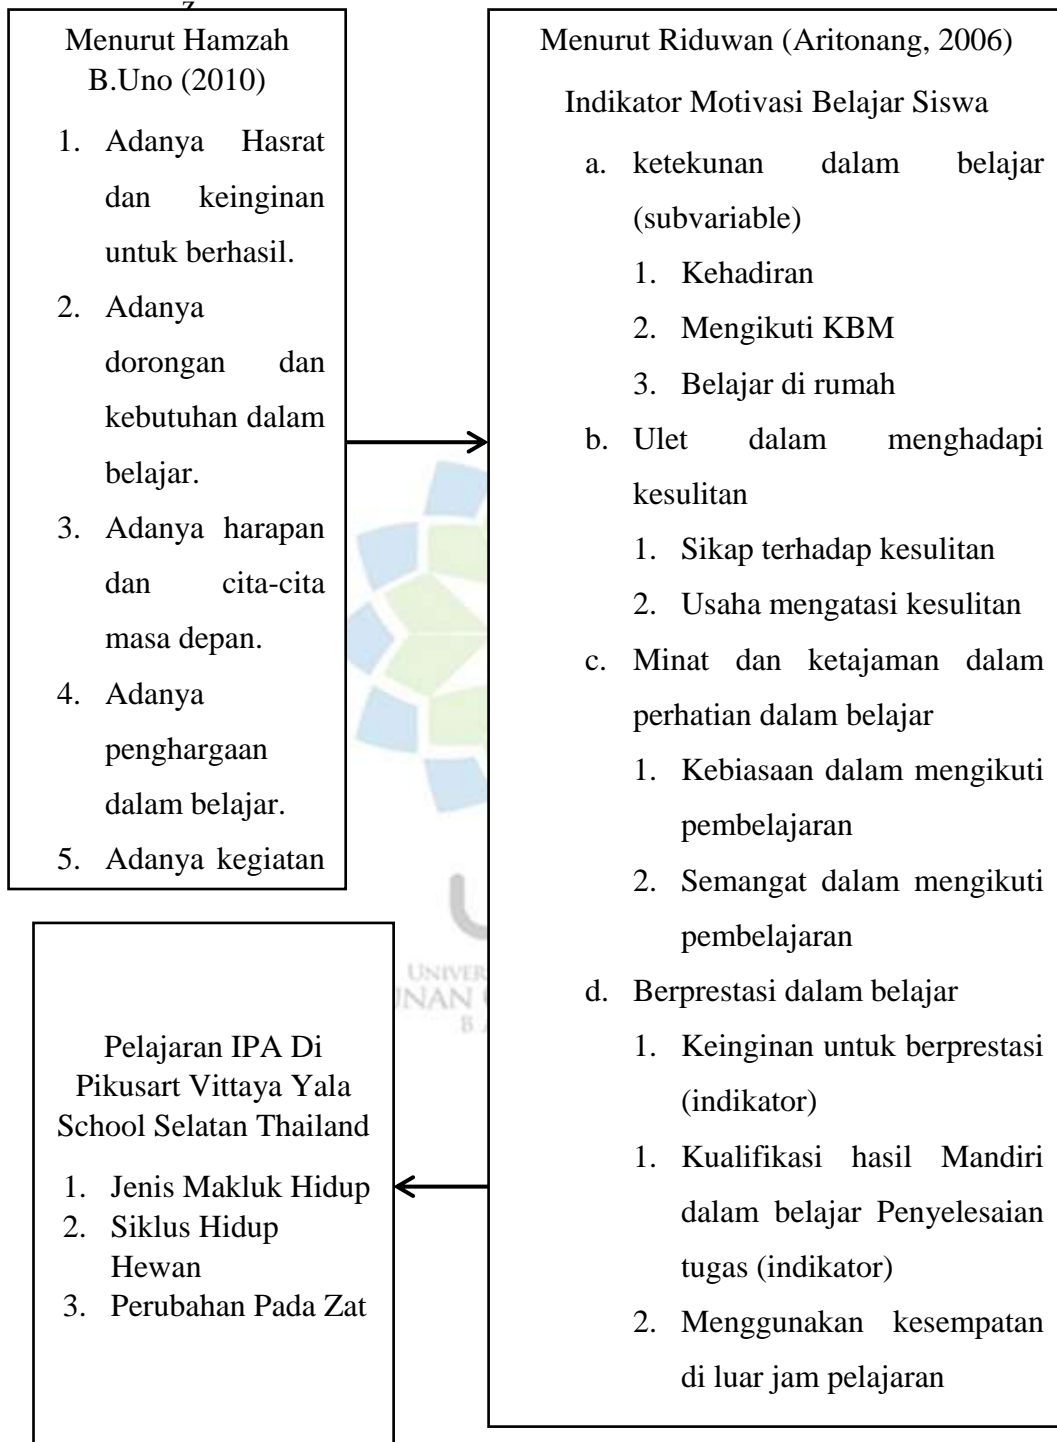 Menurut Hamzah
B.Uno (2010)
1. Adanya Hasrat
dan keinginan
untuk berhasil.
2. Adanya
dorongan dan
kebutuhan dalam
belajar.
3. Adanya harapan
dan cita-cita
masa depan.
4. Adanya
penghargaan
dalam belajar.
5. Adanya kegiatan
Menurut Riduwan (Aritonang, 2006)
Indikator Motivasi Belajar Siswa
a. ketekunan dalam belajar
(subvariable)
1. Kehadiran
2. Mengikuti KBM
3. Belajar di rumah
b. Ulet dalam menghadapi
kesulitan
1. Sikap terhadap kesulitan
2. Usaha mengatasi kesulitan
c. Minat dan ketajaman dalam
perhatian dalam belajar
1. Kebiasaan dalam mengikuti
pembelajaran
2. Semangat dalam mengikuti
pembelajaran
d. Berprestasi dalam belajar
1. Keinginan untuk berprestasi
(indikator)
1. Kualifikasi hasil Mandiri
dalam belajar Penyelesaian
tugas (indikator)
2. Menggunakan kesempatan
di luar jam pelajaran
Pelajaran IPA Di
Pikusart Vittaya Yala
School Selatan Thailand
1. Jenis Makluk Hidup
2. Siklus Hidup
Hewan
3. Perubahan Pada Zat